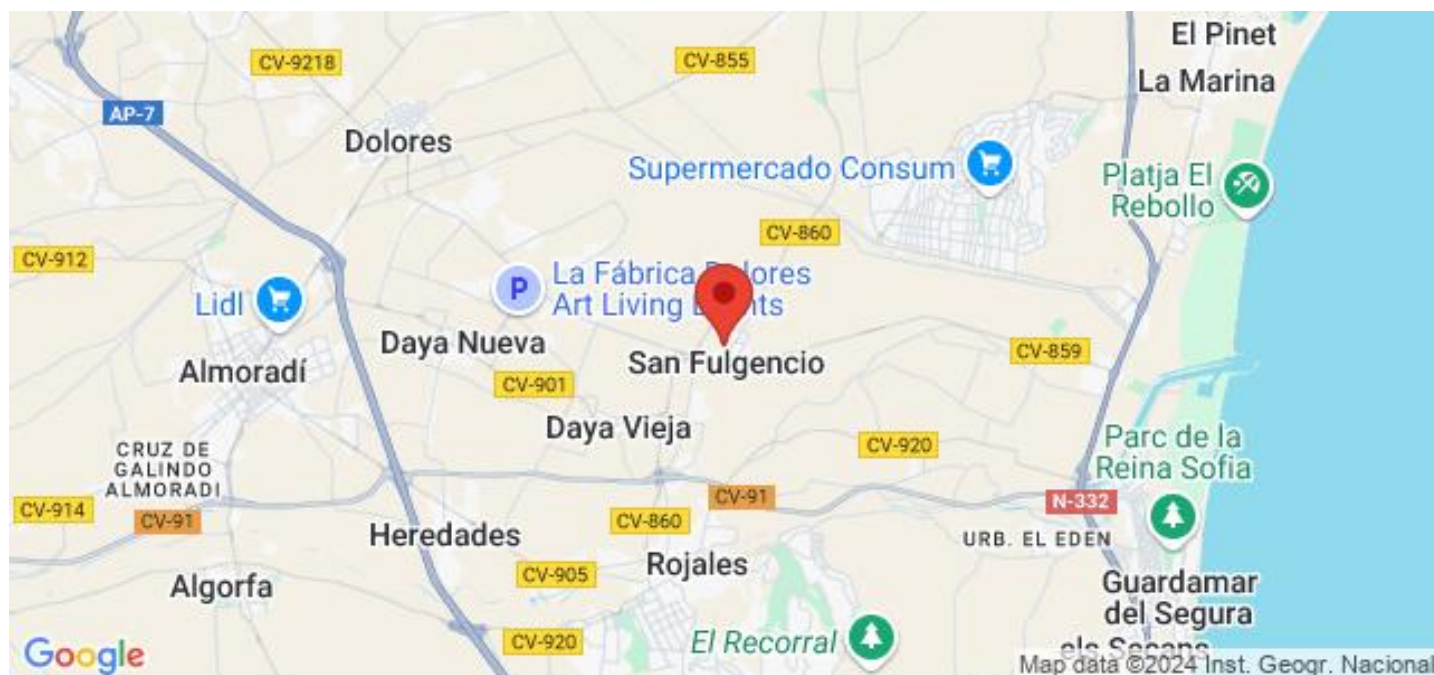 El Pinet
CV-9218
CV-855
La Marina
AP-7
Dolores
Supermercado Consum
Platja El
Rebollo
CV-860
CV-912
La Fábrica Dolores
Art Living
P
Lidl
Daya Nueva
San Fulgencio
CV-859
Almoradí
CV-901
Daya Vieja
CV-920
Parc de la
Reina Sofia
CRUZ DE
GALINDO
ALMORADI
CV-91
N-332
CV-914
CV-91
CV-860
Heredades
URB. EL EDEN
Rojales
CV-905
Algorfa
Guardamar
del Segura
CV-920
El Recorral
els Secans
Google
Map data ©2024 Inst. Geogr. Nacional